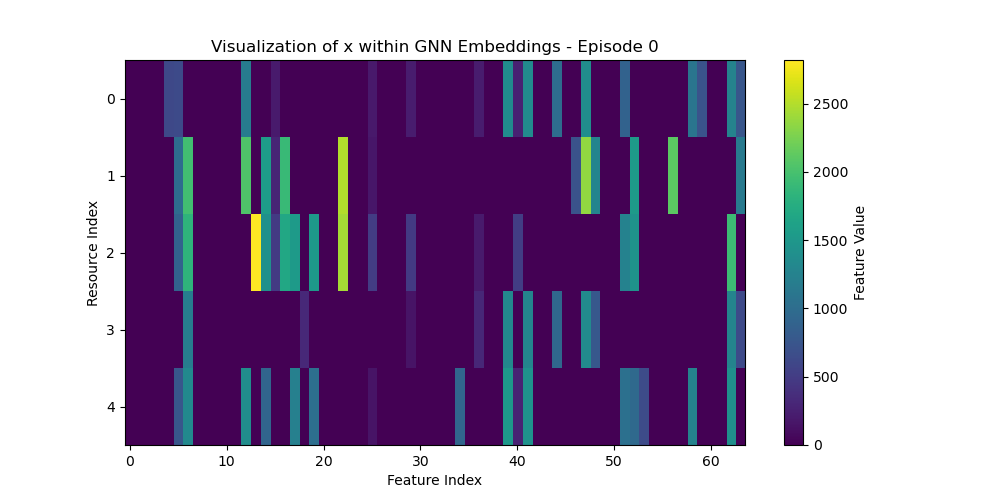 Visualization of x within GNN Embeddings - Episode 0
Resource Index
0
1
2
3
4
0 10 20 30 40 50 60
Feature Index
2500
2000
1500
1000
500
0
Feature Value